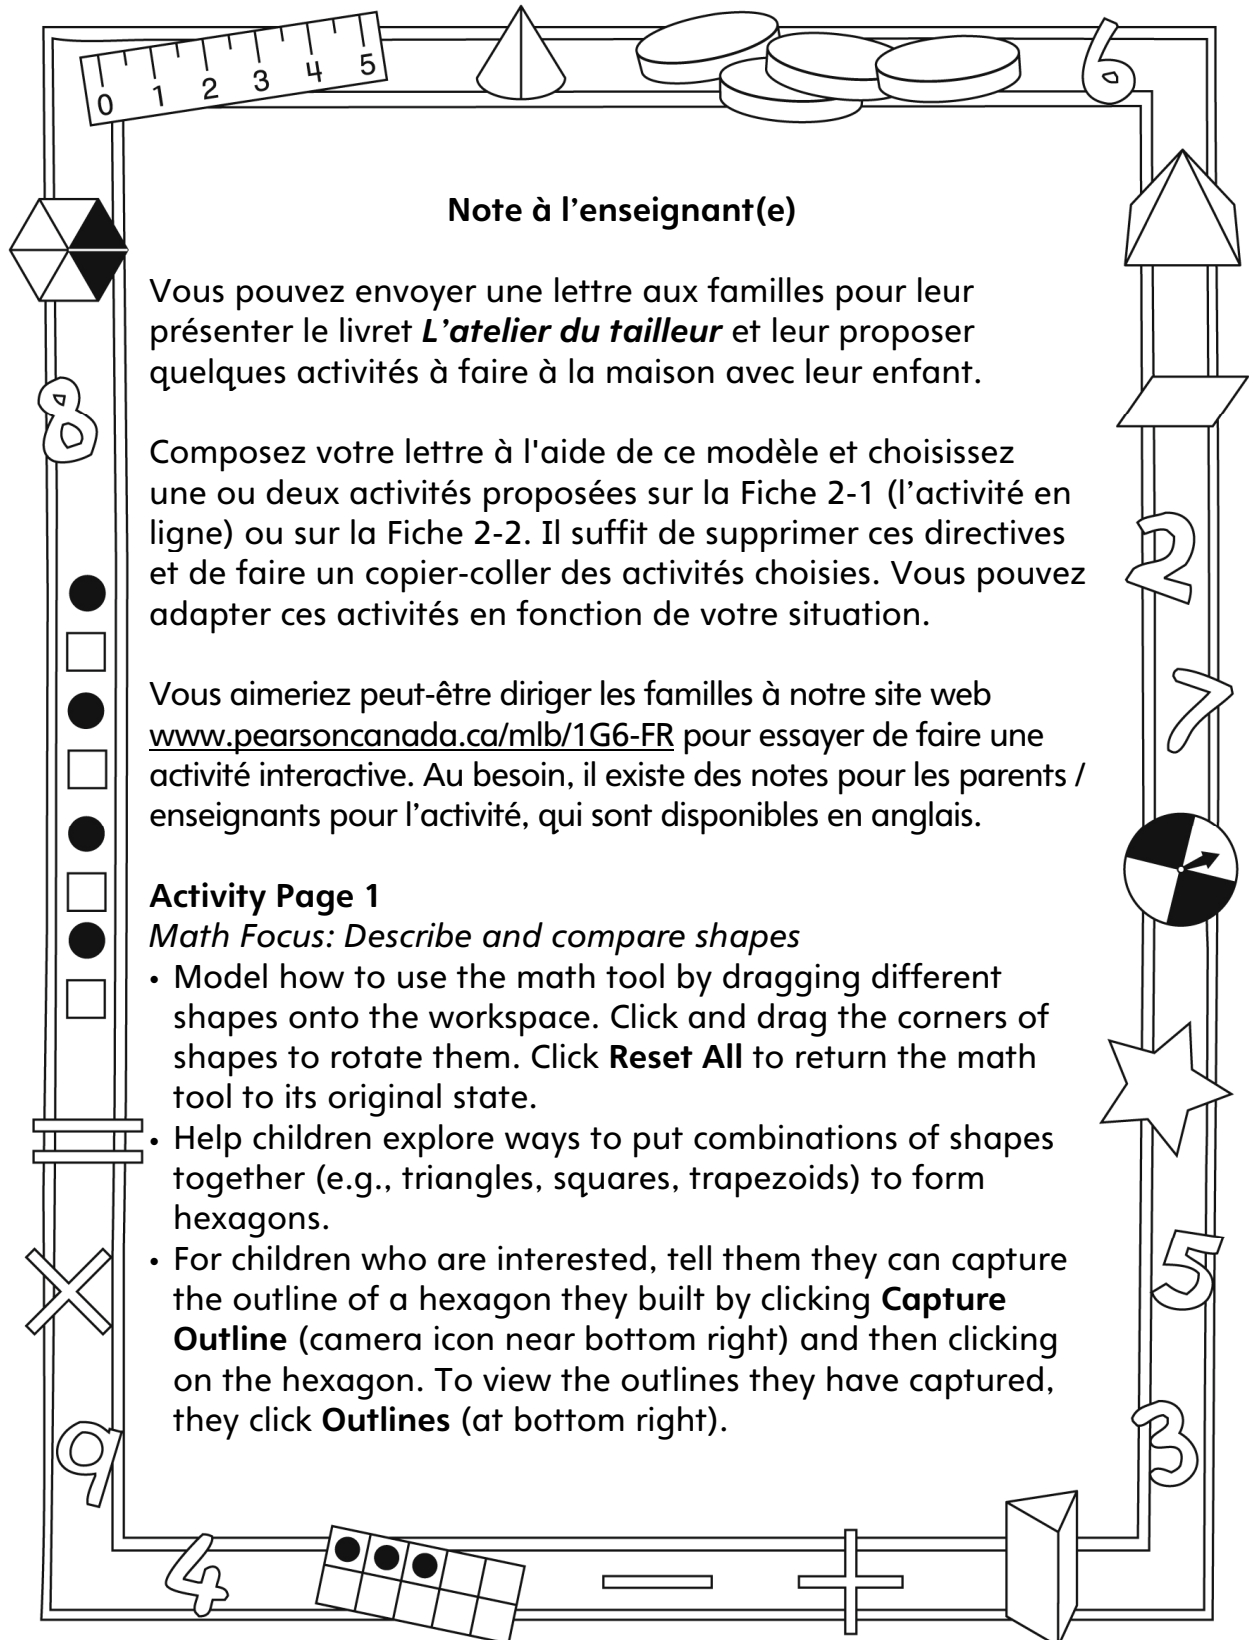 0 1 2 3 4 5
6
Note à l’enseignant(e)
Vous pouvez envoyer une lettre aux familles pour leur
présenter le livret L’atelier du tailleur et leur proposer
quelques activités à faire à la maison avec leur enfant.
8
Composez votre lettre à l'aide de ce modèle et choisissez
une ou deux activités proposées sur la Fiche 2-1 (l’activité en
ligne) ou sur la Fiche 2-2. Il suffit de supprimer ces directives
et de faire un copier-coller des activités choisies. Vous pouvez
adapter ces activités en fonction de votre situation.
2
7
Vous aimeriez peut-être diriger les familles à notre site web
www.pearsoncanada.ca/mlb/1G6-FR pour essayer de faire une
activité interactive. Au besoin, il existe des notes pour les parents /
enseignants pour l’activité, qui sont disponibles en anglais.
Activity Page 1
Math Focus: Describe and compare shapes
• Model how to use the math tool by dragging different
shapes onto the workspace. Click and drag the corners of
shapes to rotate them. Click Reset All to return the math
tool to its original state.
• Help children explore ways to put combinations of shapes
together (e.g., triangles, squares, trapezoids) to form
hexagons.
• For children who are interested, tell them they can capture
the outline of a hexagon they built by clicking Capture
Outline (camera icon near bottom right) and then clicking
on the hexagon. To view the outlines they have captured,
they click Outlines (at bottom right).
=
×
5
9
3
4
−
+